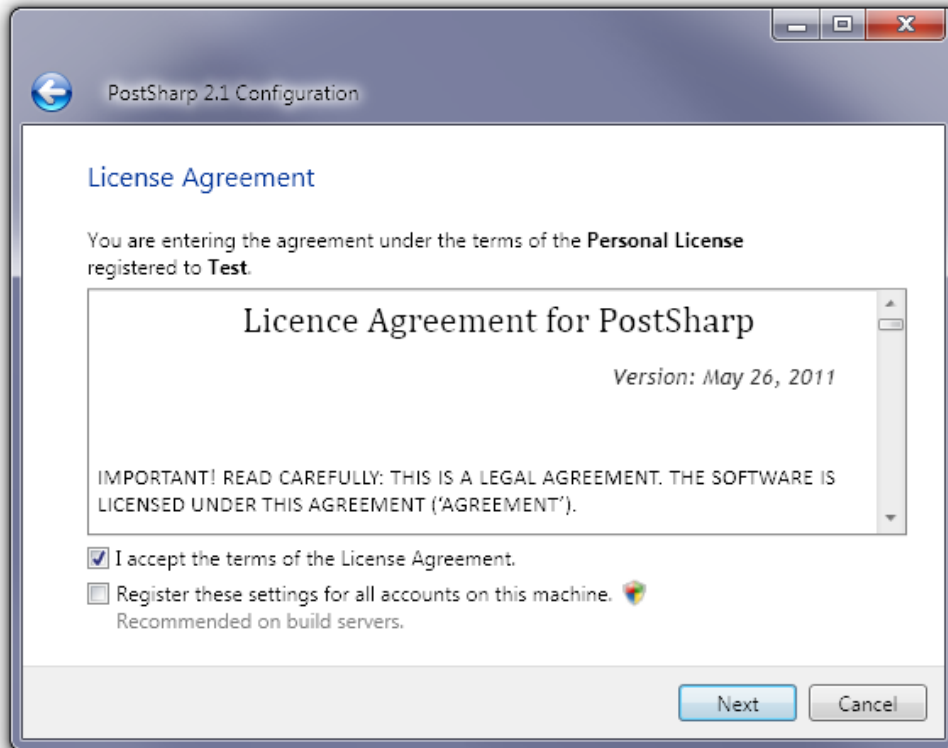 PostSharp 2.1 Configuration
License Agreement
You are entering the agreement under the terms of the Personal License
registered to Test.
Licence Agreement for PostSharp
Version: May 26, 2011
IMPORTANT! READ CAREFULLY: THIS IS A LEGAL AGREEMENT. THE SOFTWARE IS
LICENSED UNDER THIS AGREEMENT (‘AGREEMENT’).
I accept the terms of the License Agreement.
Register these settings for all accounts on this machine.
Recommended on build servers.
Next Cancel